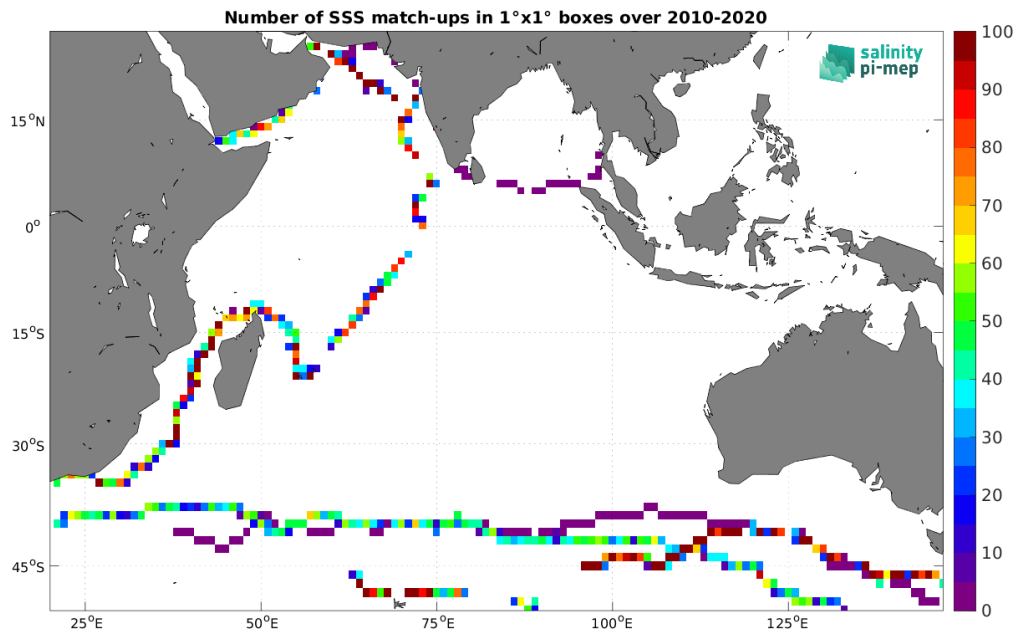 Number of SSS match-ups in 1°x1° boxes over 2010-2020
salinity
pi-mep
100
90
80
70
60
50
40
30
20
10
0
15°N
0°
15°S
30°S
45°S
25°E
50°E
75°E
100°E
125°E